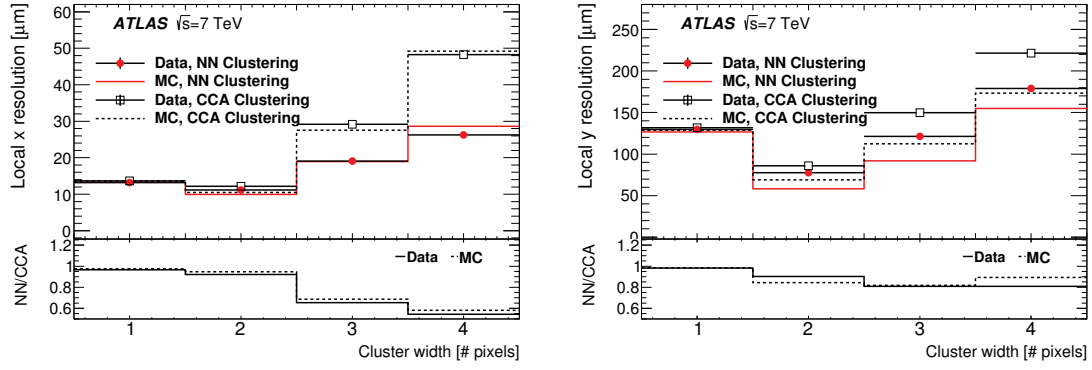 Local x resolution [μm]
60
50
40
30
20
10
0
ATLAS √s=7 TeV
Data, NN Clustering
MC, NN Clustering
Data, CCA Clustering
MC, CCA Clustering
NN/CCA
1.2
1
0.8
0.6
Data MC
1 2 3 4
Cluster width [# pixels]
Local y resolution [μm]
250
200
150
100
50
0
ATLAS √s=7 TeV
Data, NN Clustering
MC, NN Clustering
Data, CCA Clustering
MC, CCA Clustering
NN/CCA
1.2
1
0.8
0.6
Data MC
1 2 3 4
Cluster width [# pixels]